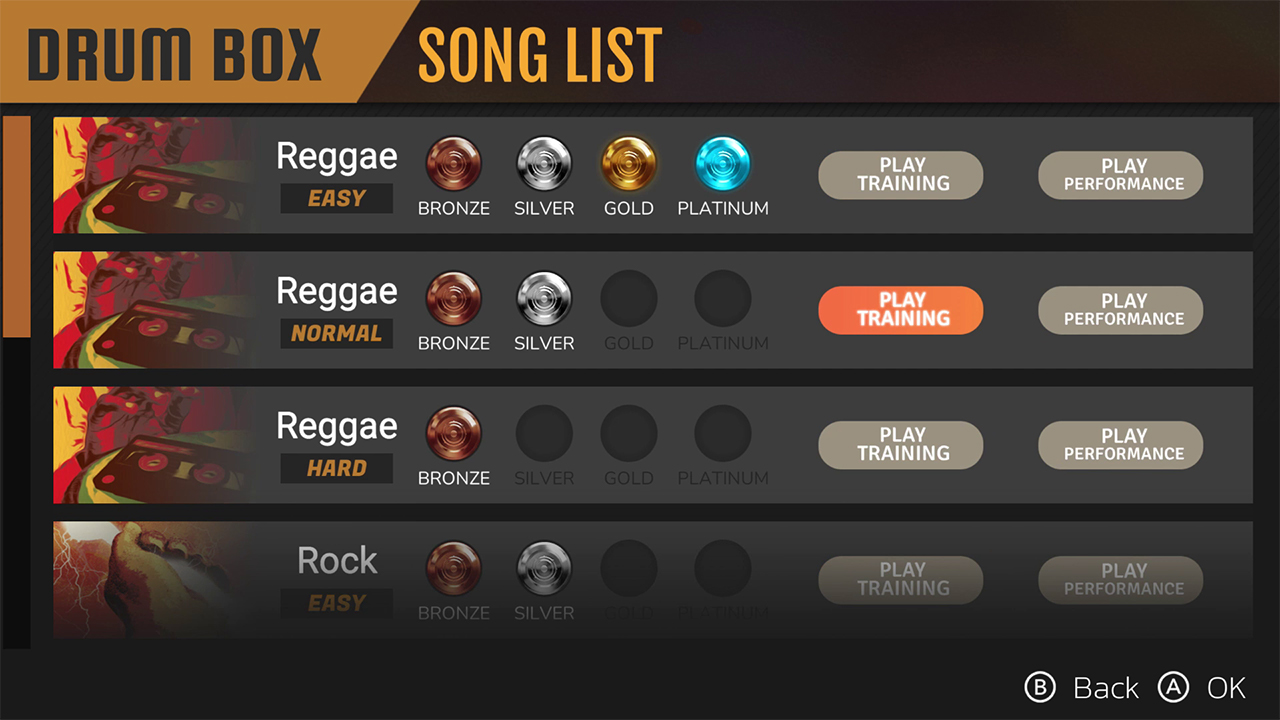 DRUM BOX
SONG LIST
Reggae
EASY
BRONZE SILVER GOLD PLATINUM
PLAY
TRAINING
PLAY
PERFORMANCE
Reggae
NORMAL
BRONZE SILVER GOLD PLATINUM
PLAY
TRAINING
PLAY
PERFORMANCE
Reggae
HARD
BRONZE SILVER GOLD PLATINUM
PLAY
TRAINING
PLAY
PERFORMANCE
Rock
EASY
BRONZE SILVER GOLD PLATINUM
PLAY
TRAINING
PLAY
PERFORMANCE
B Back A OK